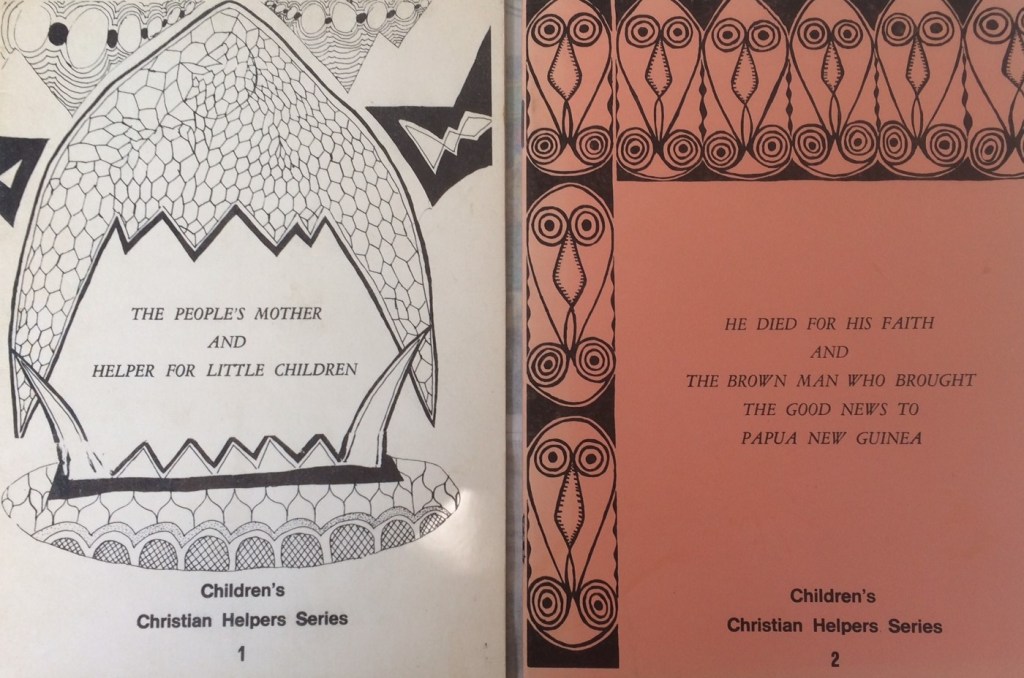 THE PEOPLE'S MOTHER
AND
HELPER FOR LITTLE CHILDREN
Children's
Christian Helpers Series
1
HE DIED FOR HIS FAITH
AND
THE BROWN MAN WHO BROUGHT
THE GOOD NEWS TO
PAPUA NEW GUINEA
Children's
Christian Helpers Series
2